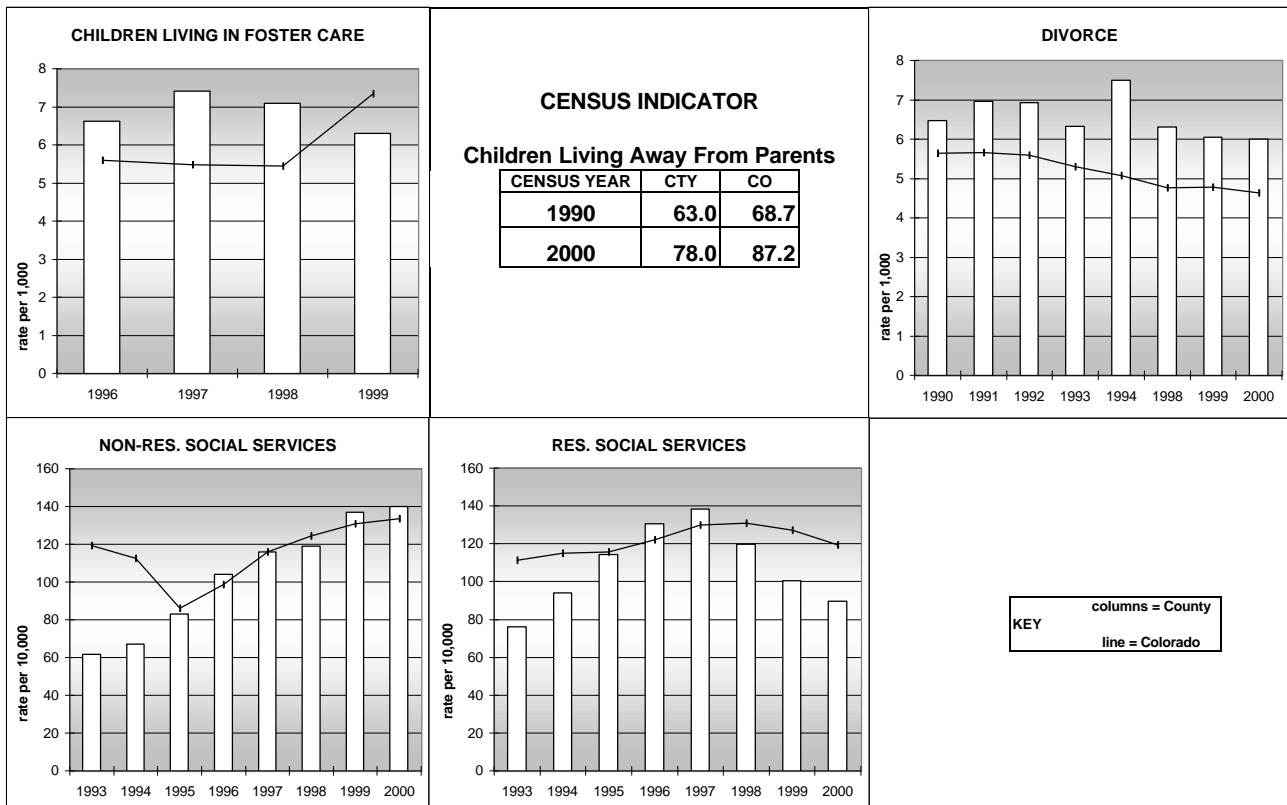 CHILDREN LIVING IN FOSTER CARE
8
7
6
5
4
3
2
1
0
rate per 1,000
1996 1997 1998 1999
CENSUS INDICATOR
Children Living Away From Parents
CENSUS YEAR CTY CO
1990 63.0 68.7
2000 78.0 87.2
DIVORCE
8
7
6
5
4
3
2
1
0
rate per 1,000
1990 1991 1992 1993 1994 1998 1999 2000
NON-RES. SOCIAL SERVICES
160
140
120
100
80
60
40
20
0
rate per 10,000
1993 1994 1995 1996 1997 1998 1999 2000
RES. SOCIAL SERVICES
160
140
120
100
80
60
40
20
0
rate per 10,000
1993 1994 1995 1996 1997 1998 1999 2000
columns = County
KEY
line = Colorado